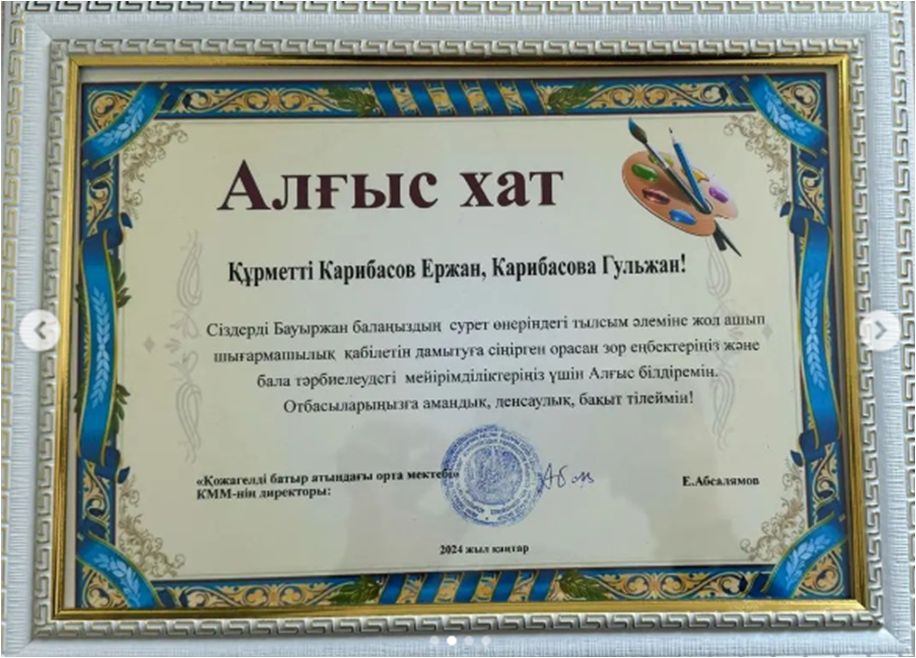 Алғыс хат
Құрметті Карибасов Ержан, Карибасова Гульжан!
Сіздерді Бауыржан балаңыздың сурет өнеріндегі тылсым әлеміне жол ашып
шығармашылық қабілетін дамытуға сіңірген орасан зор еңбектеріңіз және
бала тәрбиелеудегі мейірімділіктеріңіз үшін Алғыс білдіремін.
Отбасыларыңызға амандық, денсаулық, бақыт тілеймін!
«Қожагелді батыр атындағы орта мектебі»
КММ-нің директоры:
Е.Абсалямов
2024 жыл қаңтар